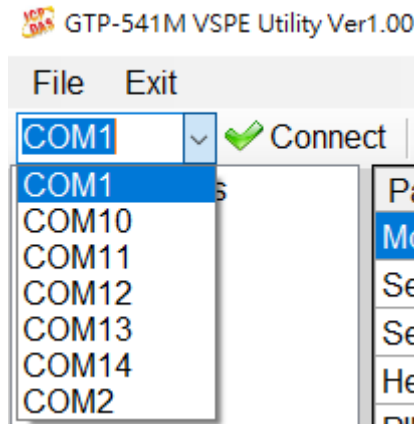 GTP-541M VSPE Utility Ver1.00
File Exit
COM1 Connect
COM1
COM10
COM11
COM12
COM13
COM14
COM2